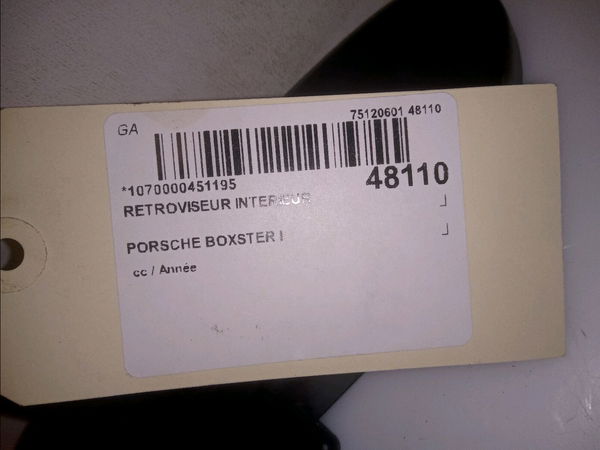 GA
75120601 48110
*1070000451195
48110
RETROVISEUR INTERIEUR
PORSCHE BOXSTER I
cc / Année